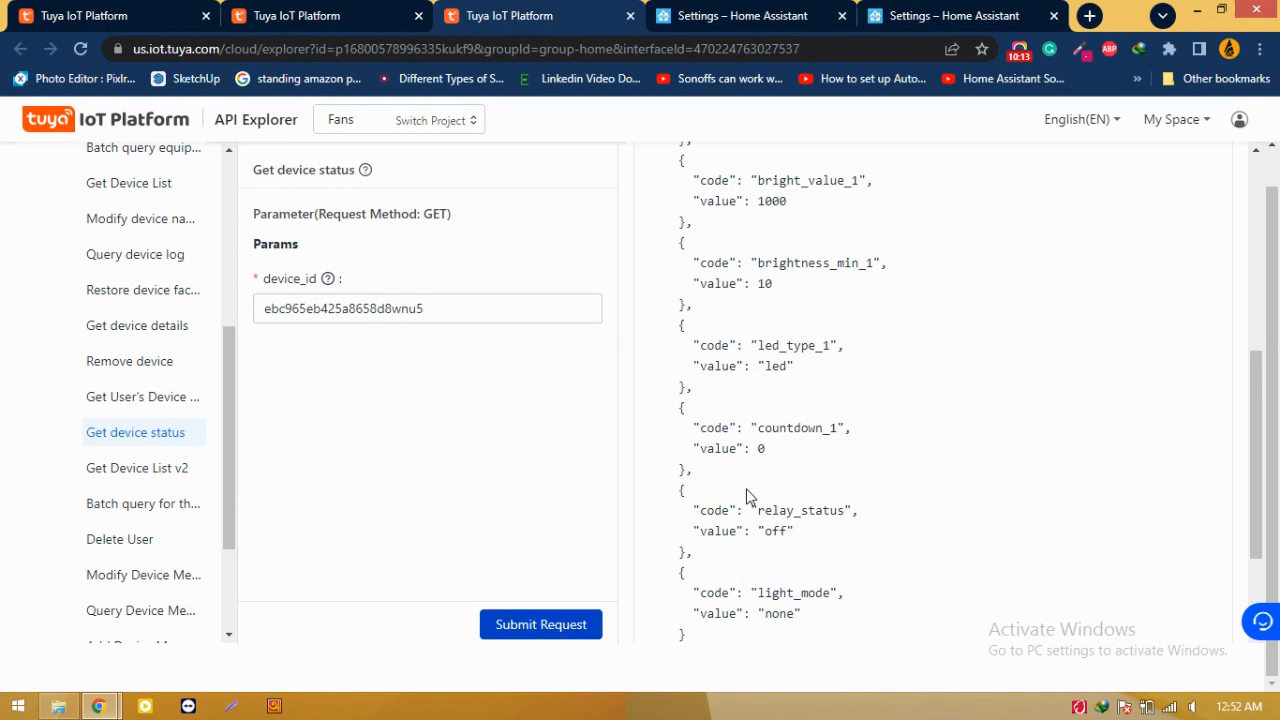 Tuya IoT Platform
Tuya IoT Platform
Tuya IoT Platform
Settings – Home Assistant
Settings – Home Assistant
us.iot.tuya.com/cloud/explorer?id=p16800578996335kukf9&groupId=group-home&interfaceId=470224763027537
10:13
ABP
Photo Editor : Pixlr...
SketchUp
standing amazon p...
Different Types of S...
Linkedin Video Do...
Sonoffs can work w...
How to set up Auto...
Home Assistant So...
»
Other bookmarks
tuya IoT Platform
API Explorer
Fans
Switch Project
English(EN)
My Space
Batch query equip...
Get Device List
Modify device na...
Query device log
Restore device fac...
Get device details
Remove device
Get User's Device ...
Get device status
Get Device List v2
Batch query for th...
Delete User
Modify Device Me...
Query Device Me...
Get device status
Parameter(Request Method: GET)
Params
* device_id :
ebc965eb425a8658d8wnu5
Submit Request
},
{
"code": "bright_value_1",
"value": 1000
},
{
"code": "brightness_min_1",
"value": 10
},
{
"code": "led_type_1",
"value": "led"
},
{
"code": "countdown_1",
"value": 0
},
{
"code": "relay_status",
"value": "off"
},
{
"code": "light_mode",
"value": "none"
}
Activate Windows
Go to PC settings to activate Windows.
12:52 AM